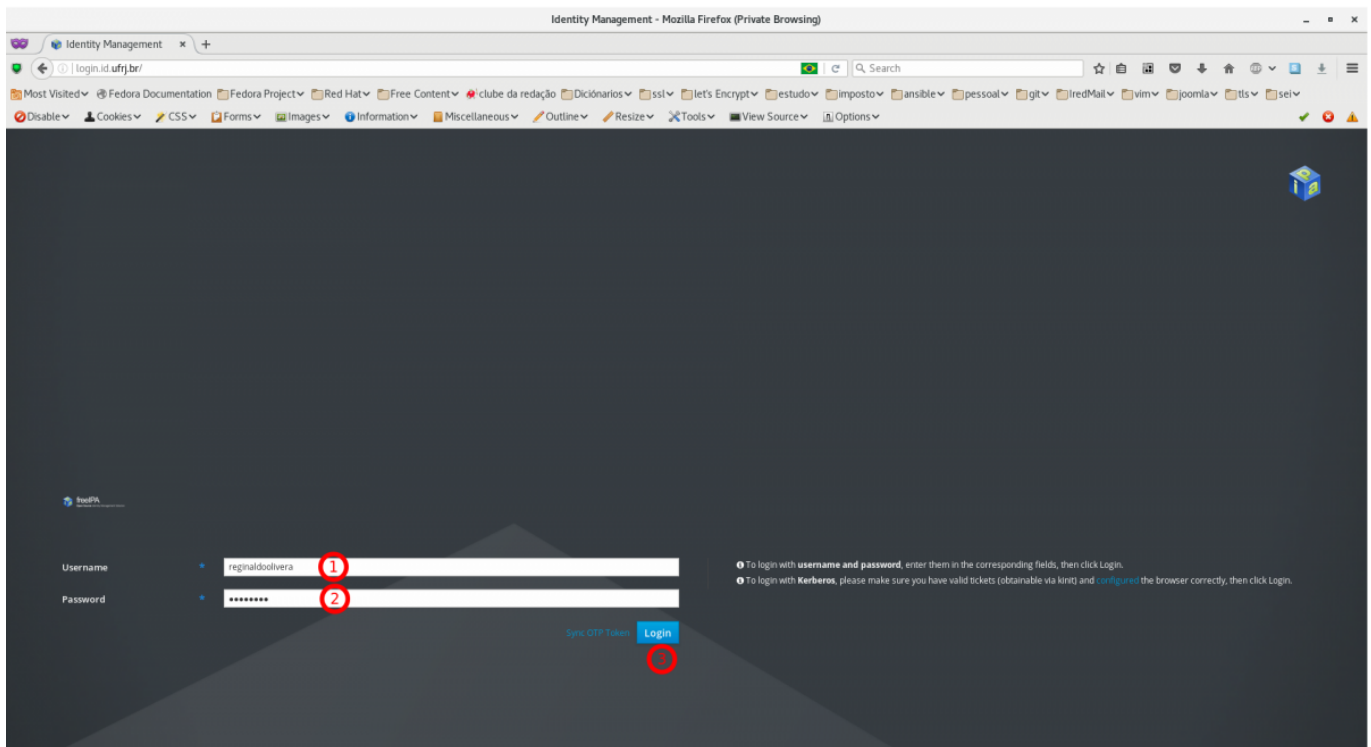 Identity Management - Mozilla Firefox (Private Browsing)
Identity Management
login.id.ufrj.br/
Search
Most Visited Fedora Documentation Fedora Project Red Hat Free Content clube da redação Diciónarios ssl let's Encrypt estudo imposto ansible pessoal git IredMail vim joomla tls sei
Disable Cookies CSS Forms Images Information Miscellaneous Outline Resize Tools View Source Options
freeIPA
Username * reginaldoolivera 1
To login with username and password, enter them in the corresponding fields, then click Login.
To login with Kerberos, please make sure you have valid tickets (obtainable via kinit) and configured the browser correctly, then click Login.
Password * •••••••• 2
Sync OTP Token Login
3